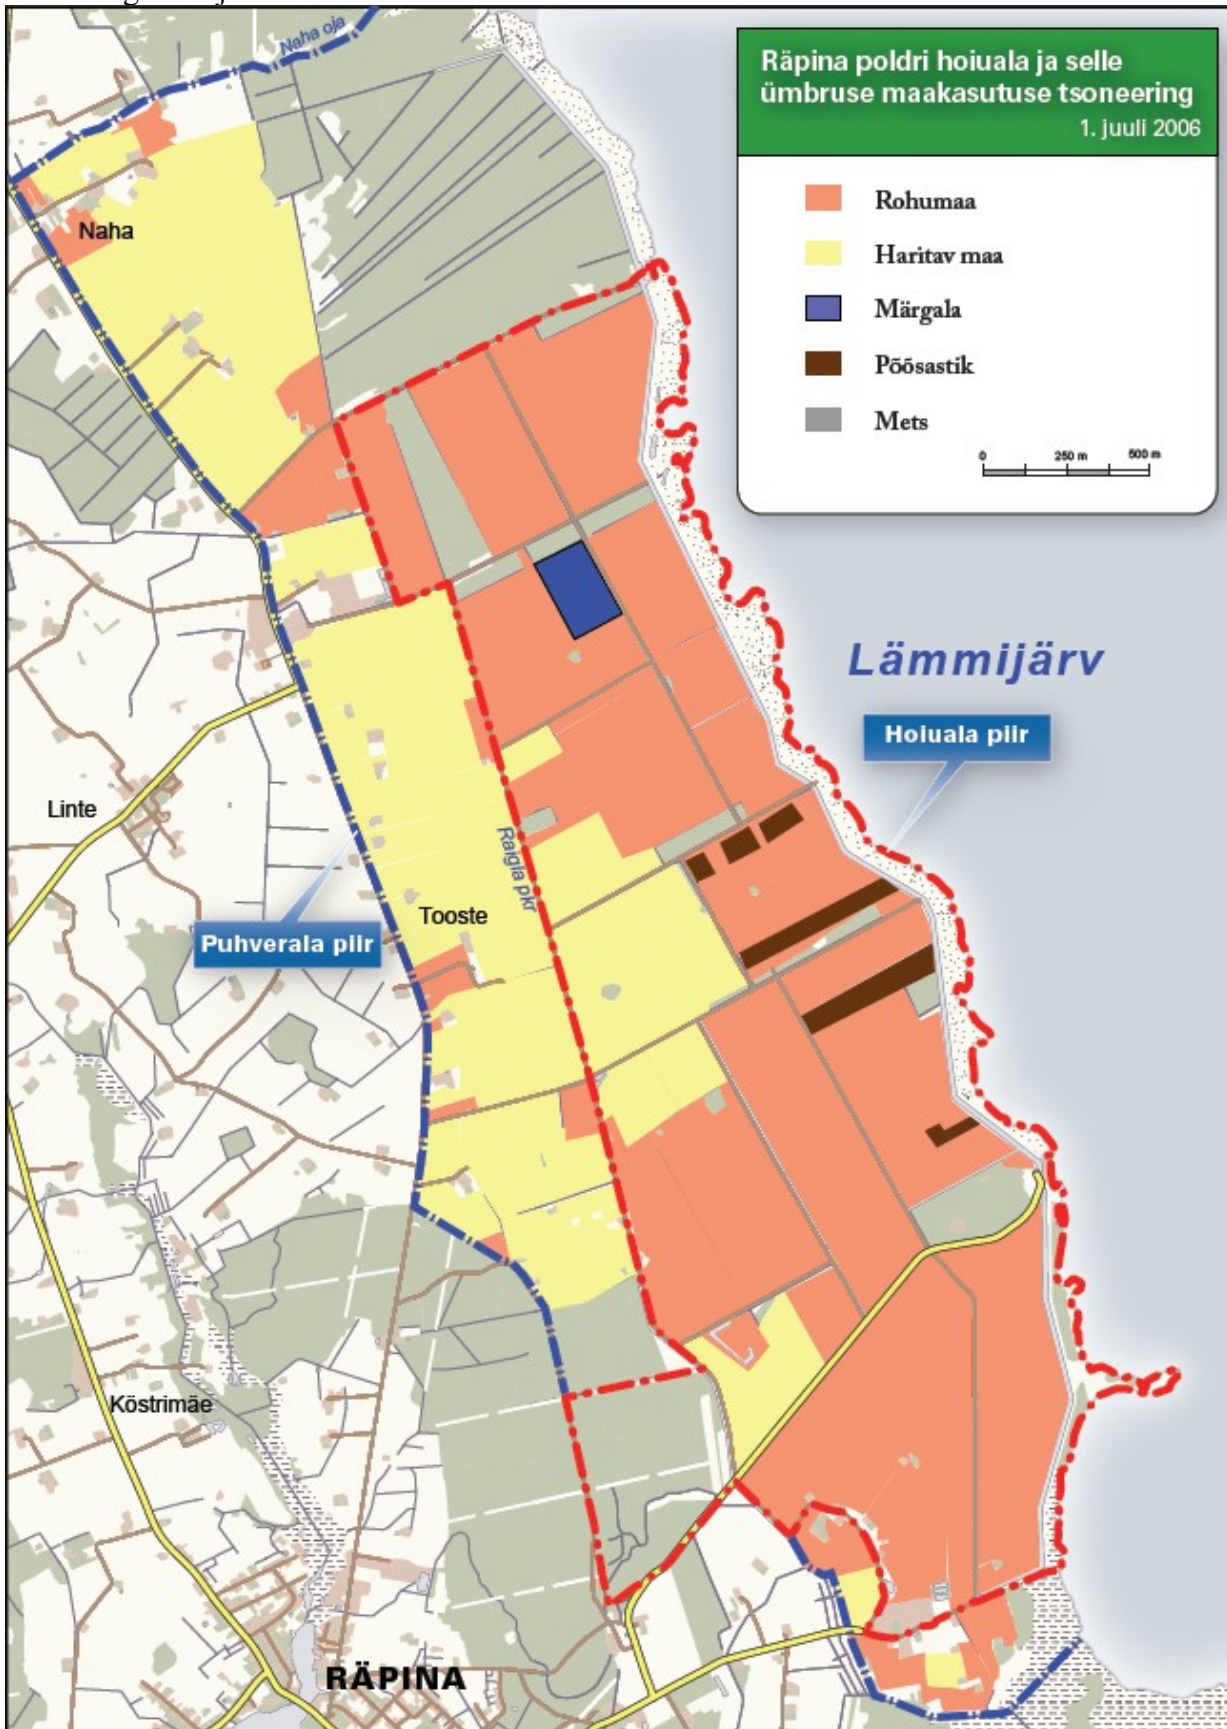 Naha oja
Räpina poldri hoiuala ja selle
ümbruse maakasutuse tsoneering
1. juuli 2006
Rohumaa
Haritav maa
Märgala
Põõsastik
Mets
0 250 m 500 m
Naha
Lämmijärv
Hoiuala piir
Linte
Raigla pkr
Tooste
Puhverala piir
Köstrimäe
RÄPINA